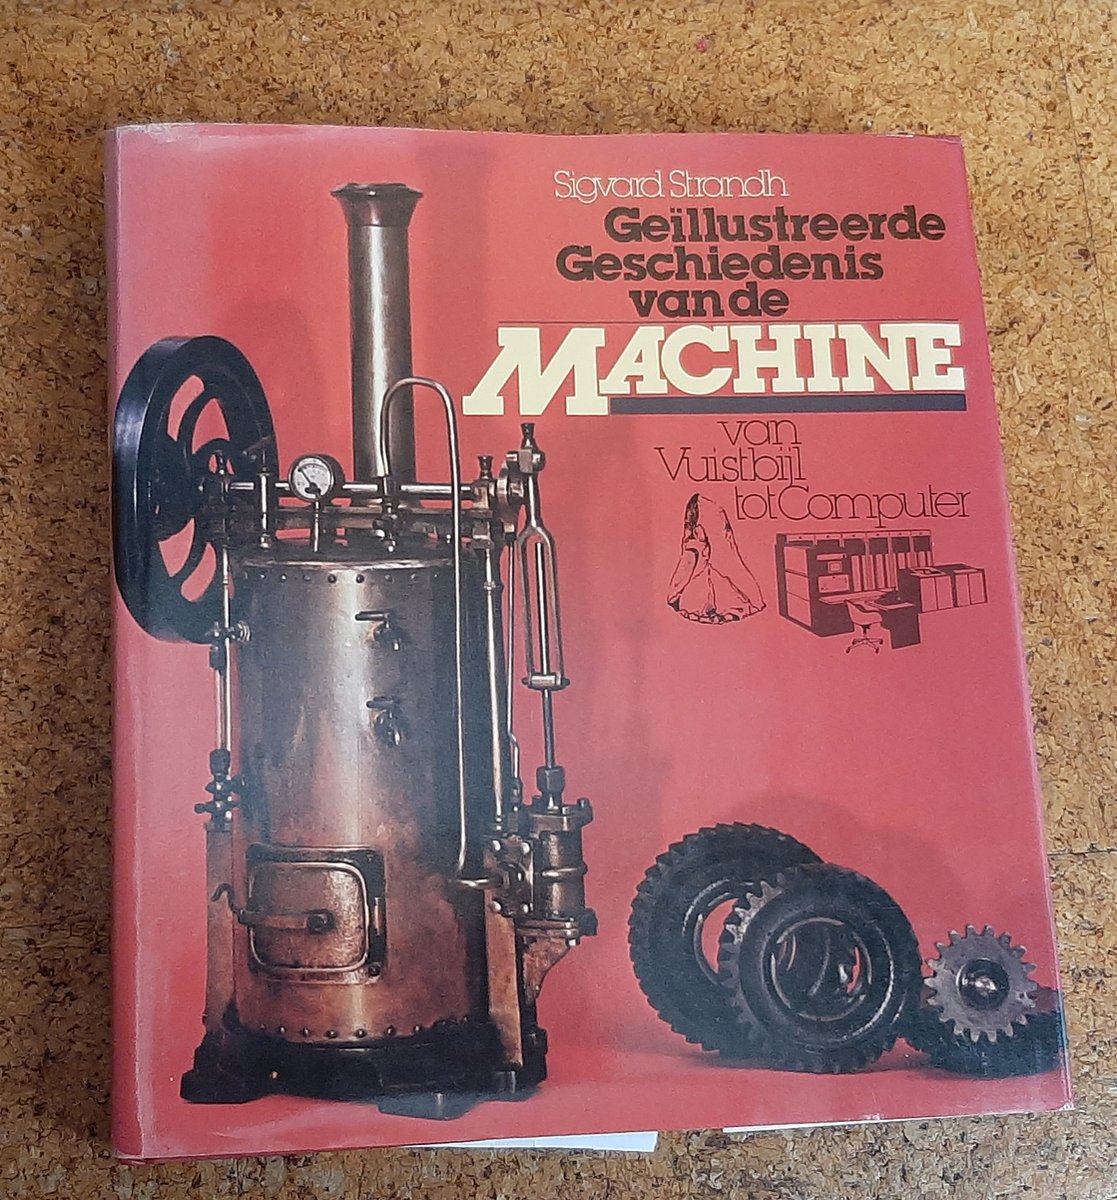 Sigvard Strandh
Geïllustreerde
Geschiedenis
van de
MACHINE
van
Vuistbijl
tot Computer